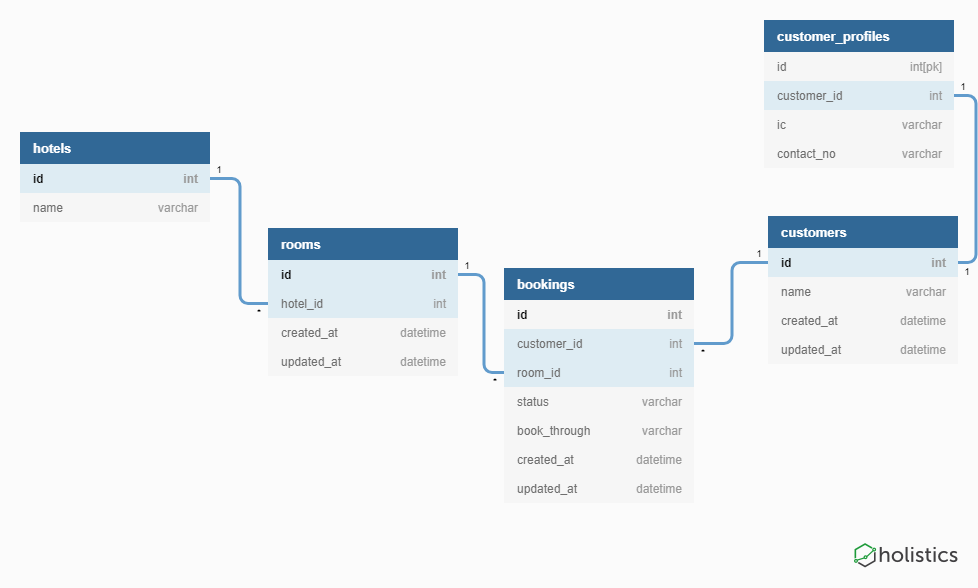 customer_profiles
id int[pk]
customer_id int
ic varchar
contact_no varchar
1
hotels
id int
name varchar
1
*
rooms
id int
hotel_id int
created_at datetime
updated_at datetime
1
*
bookings
id int
customer_id int
room_id int
status varchar
book_through varchar
created_at datetime
updated_at datetime
*
1
customers
id int
name varchar
created_at datetime
updated_at datetime
1
holistics